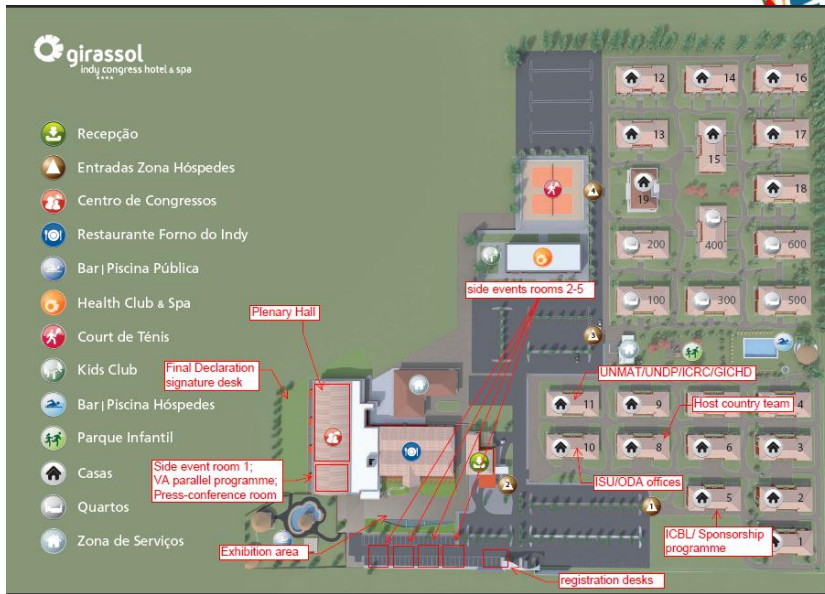 girassol
indy congress hotel & spa
****
Recepção
Entradas Zona Hóspedes
Centro de Congressos
Restaurante Forno do Indy
Bar | Piscina Pública
Health Club & Spa
Court de Ténis
Kids Club
Bar | Piscina Hóspedes
Parque Infantil
Casas
Quartos
Zona de Serviços
12
14
16
13
15
17
4
19
18
200
400
600
side events rooms 2-5
100
300
500
Plenary Hall
3
Final Declaration
signature desk
UNMAT/UNDP/ICRC/GICHD
11
9
Host country team
4
10
8
6
3
Side event room 1;
VA parallel programme;
Press-conference room
ISU/ODA offices
2
5
2
1
ICBL/ Sponsorship
programme
1
Exhibition area
registration desks